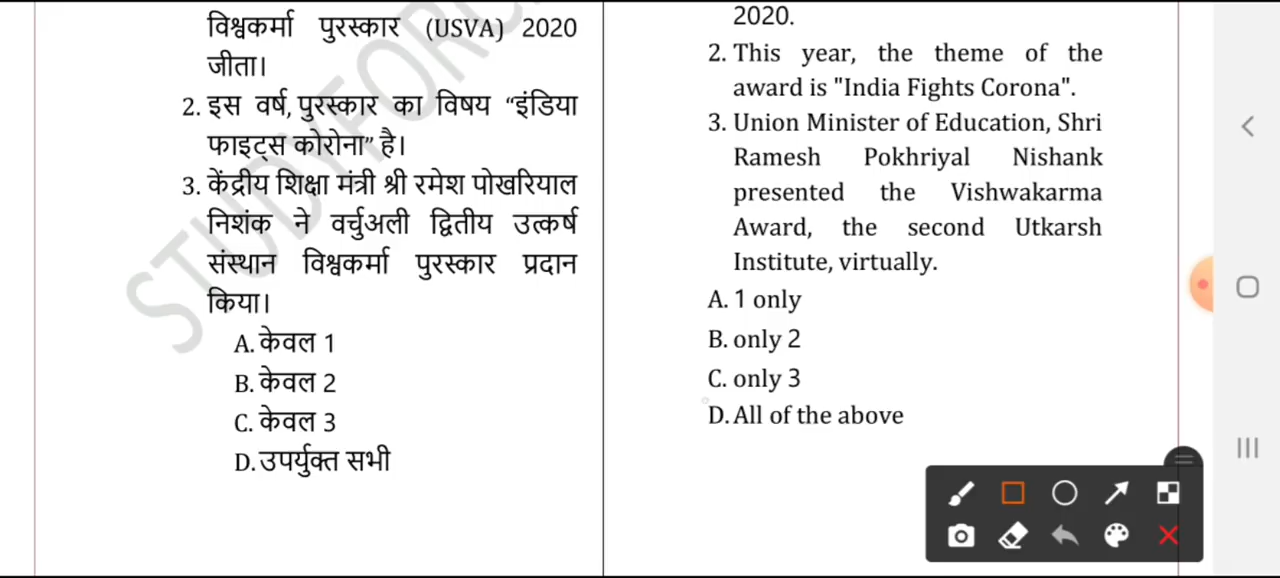 विश्वकर्मा पुरस्कार (USVA) 2020
जीता।
2. इस वर्ष, पुरस्कार का विषय “इंडिया
फाइट्स कोरोना” है।
3. केंद्रीय शिक्षा मंत्री श्री रमेश पोखरियाल
निशंक ने वर्चुअली द्वितीय उत्कर्ष
संस्थान विश्वकर्मा पुरस्कार प्रदान
किया।
A. केवल 1
B. केवल 2
C. केवल 3
D. उपर्युक्त सभी
2020.
2. This year, the theme of the
award is "India Fights Corona".
3. Union Minister of Education, Shri
Ramesh Pokhriyal Nishank
presented the Vishwakarma
Award, the second Utkarsh
Institute, virtually.
A. 1 only
B. only 2
C. only 3
D. All of the above